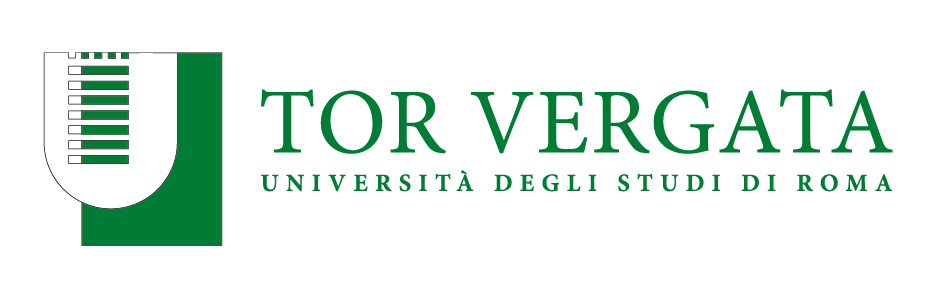 TOR VERGATA
UNIVERSITÀ DEGLI STUDI DI ROMA